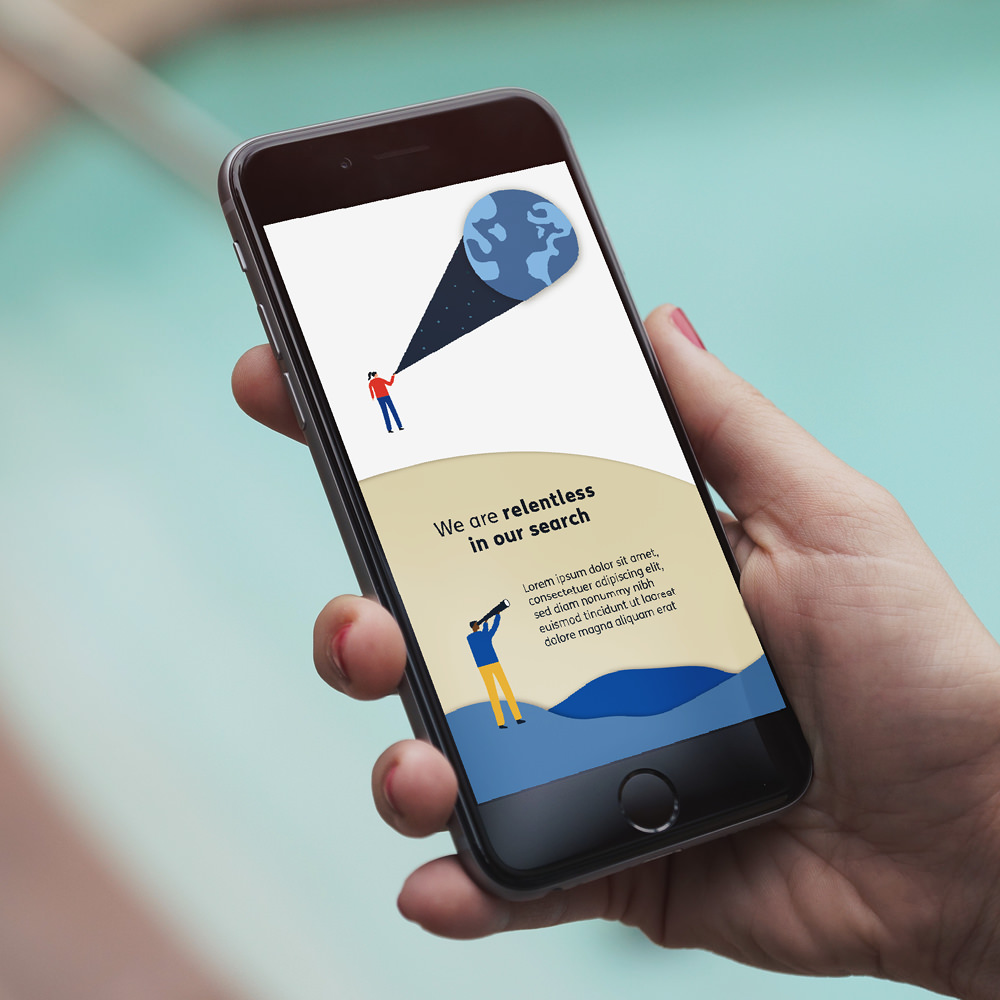 We are relentless
in our search
Lorem ipsum dolor sit amet,
consectetuer adipiscing elit,
sed diam nonummy nibh
euismod tincidunt ut laoreet
dolore magna aliquam erat